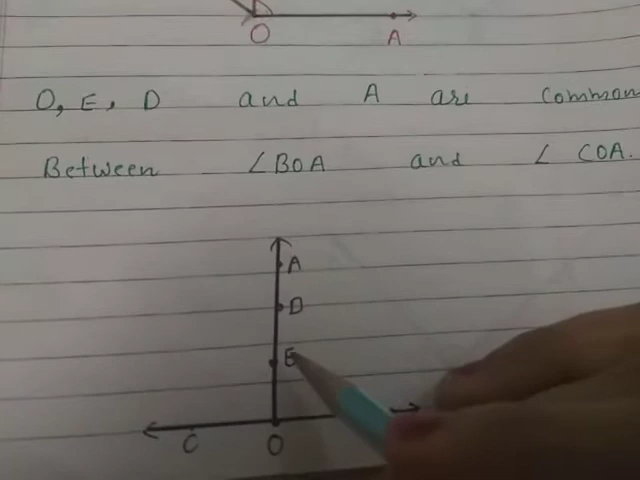 O
A
O, E, D and A are common
Between ∠BOA and ∠ COA.
A
D
E
C
O